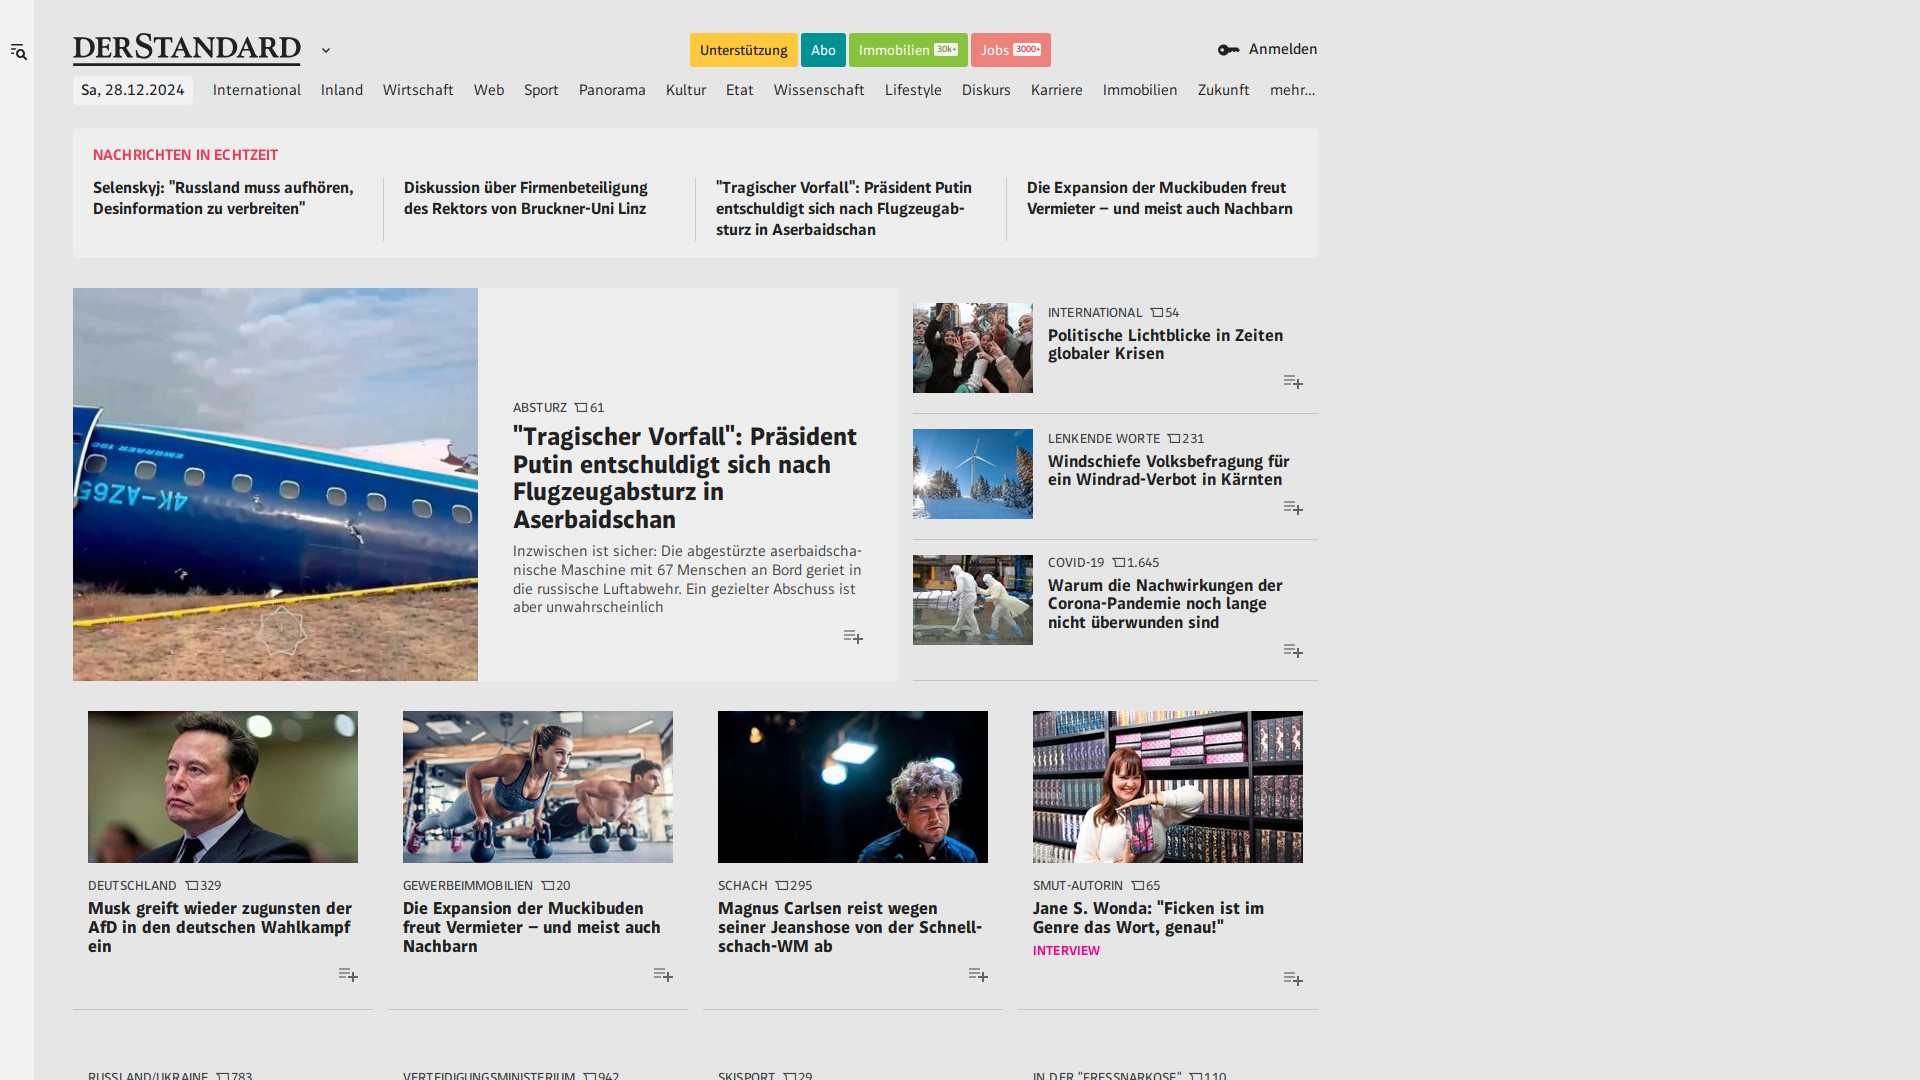 DERSTANDARD
Unterstützung
Abo
Immobilien 30k+
Jobs 3000+
Anmelden
Sa, 28.12.2024
International
Inland
Wirtschaft
Web
Sport
Panorama
Kultur
Etat
Wissenschaft
Lifestyle
Diskurs
Karriere
Immobilien
Zukunft
mehr...
NACHRICHTEN IN ECHTZEIT
Selenskyj: "Russland muss aufhören,
Desinformation zu verbreiten"
Diskussion über Firmenbeteiligung
des Rektors von Bruckner-Uni Linz
"Tragischer Vorfall": Präsident Putin
entschuldigt sich nach Flugzeugab-
sturz in Aserbaidschan
Die Expansion der Muckibuden freut
Vermieter – und meist auch Nachbarn
EMBRAER 190
4K-AZ65
ABSTURZ 61
"Tragischer Vorfall": Präsident
Putin entschuldigt sich nach
Flugzeugabsturz in
Aserbaidschan
Inzwischen ist sicher: Die abgestürzte aserbaidscha-
nische Maschine mit 67 Menschen an Bord geriet in
die russische Luftabwehr. Ein gezielter Abschuss ist
aber unwahrscheinlich
INTERNATIONAL 54
Politische Lichtblicke in Zeiten
globaler Krisen
LENKENDE WORTE 231
Windschiefe Volksbefragung für
ein Windrad-Verbot in Kärnten
COVID-19 1.645
Warum die Nachwirkungen der
Corona-Pandemie noch lange
nicht überwunden sind
DEUTSCHLAND 329
Musk greift wieder zugunsten der
AfD in den deutschen Wahlkampf
ein
GEWERBEIMMOBILIEN 20
Die Expansion der Muckibuden
freut Vermieter – und meist auch
Nachbarn
SCHACH 295
Magnus Carlsen reist wegen
seiner Jeanshose von der Schnell-
schach-WM ab
SMUT-AUTORIN 65
Jane S. Wonda: "Ficken ist im
Genre das Wort, genau!"
INTERVIEW
RUSSLAND/UKRAINE 783
VERTEIDIGUNGSMINISTERIUM 942
SKISPORT 29
IN DER "FRESSNARKOSE" 110